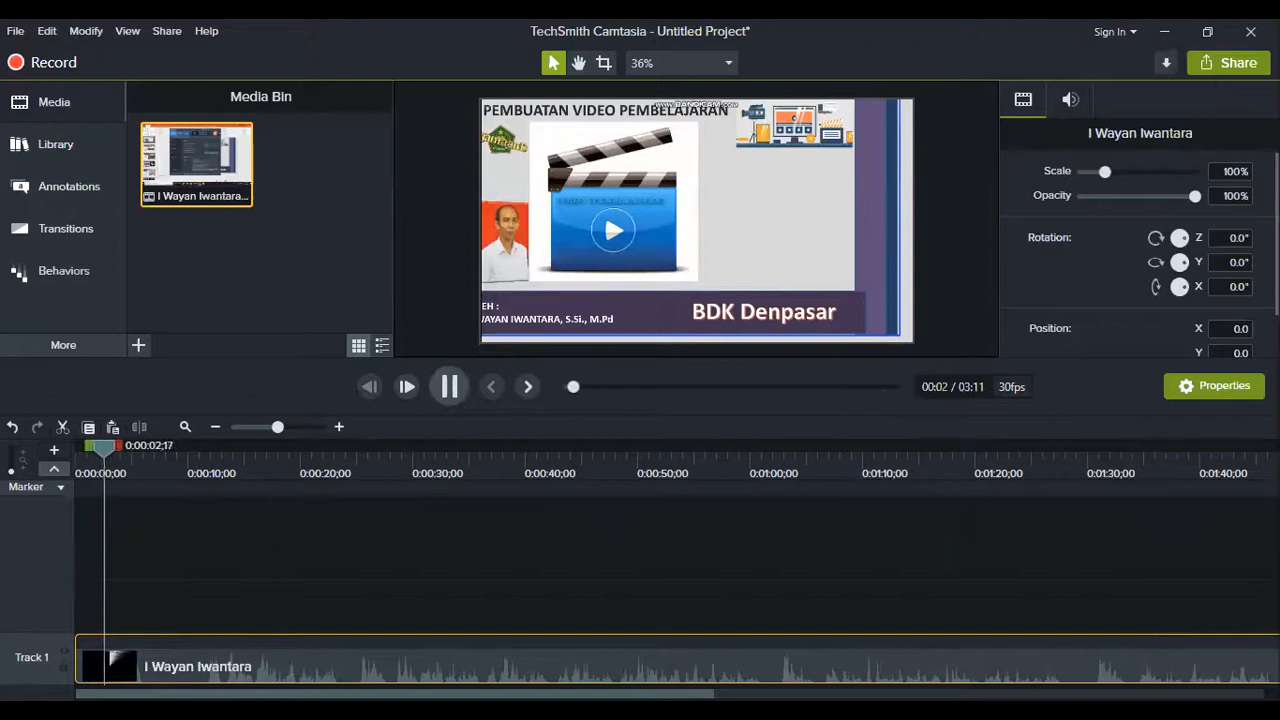 File Edit Modify View Share Help
TechSmith Camtasia - Untitled Project*
Sign In
Record
36%
Share
Media
Library
Annotations
Transitions
Behaviors
More
Media Bin
I Wayan Iwantara...
PEMBUATAN VIDEO PEMBELAJARAN
www.BANDICAM.com
EH :
WAYAN IWANTARA, S.Si., M.Pd
BDK Denpasar
I Wayan Iwantara
Scale 100%
Opacity 100%
Rotation: Z 0.0°
Y 0.0°
X 0.0°
Position: X 0.0
Y 0.0
00:02 / 03:11 30fps
Properties
0:00:02;17
0:00:00;00 0:00:10;00 0:00:20;00 0:00:30;00 0:00:40;00 0:00:50;00 0:01:00;00 0:01:10;00 0:01:20;00 0:01:30;00 0:01:40;00
Marker
Track 1
I Wayan Iwantara